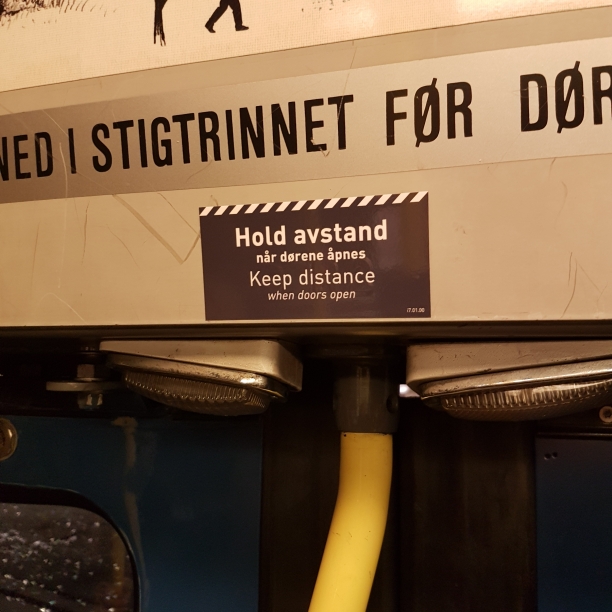 NED I STIGTRINNET FØR DØR
Hold avstand
når dørene åpnes
Keep distance
when doors open